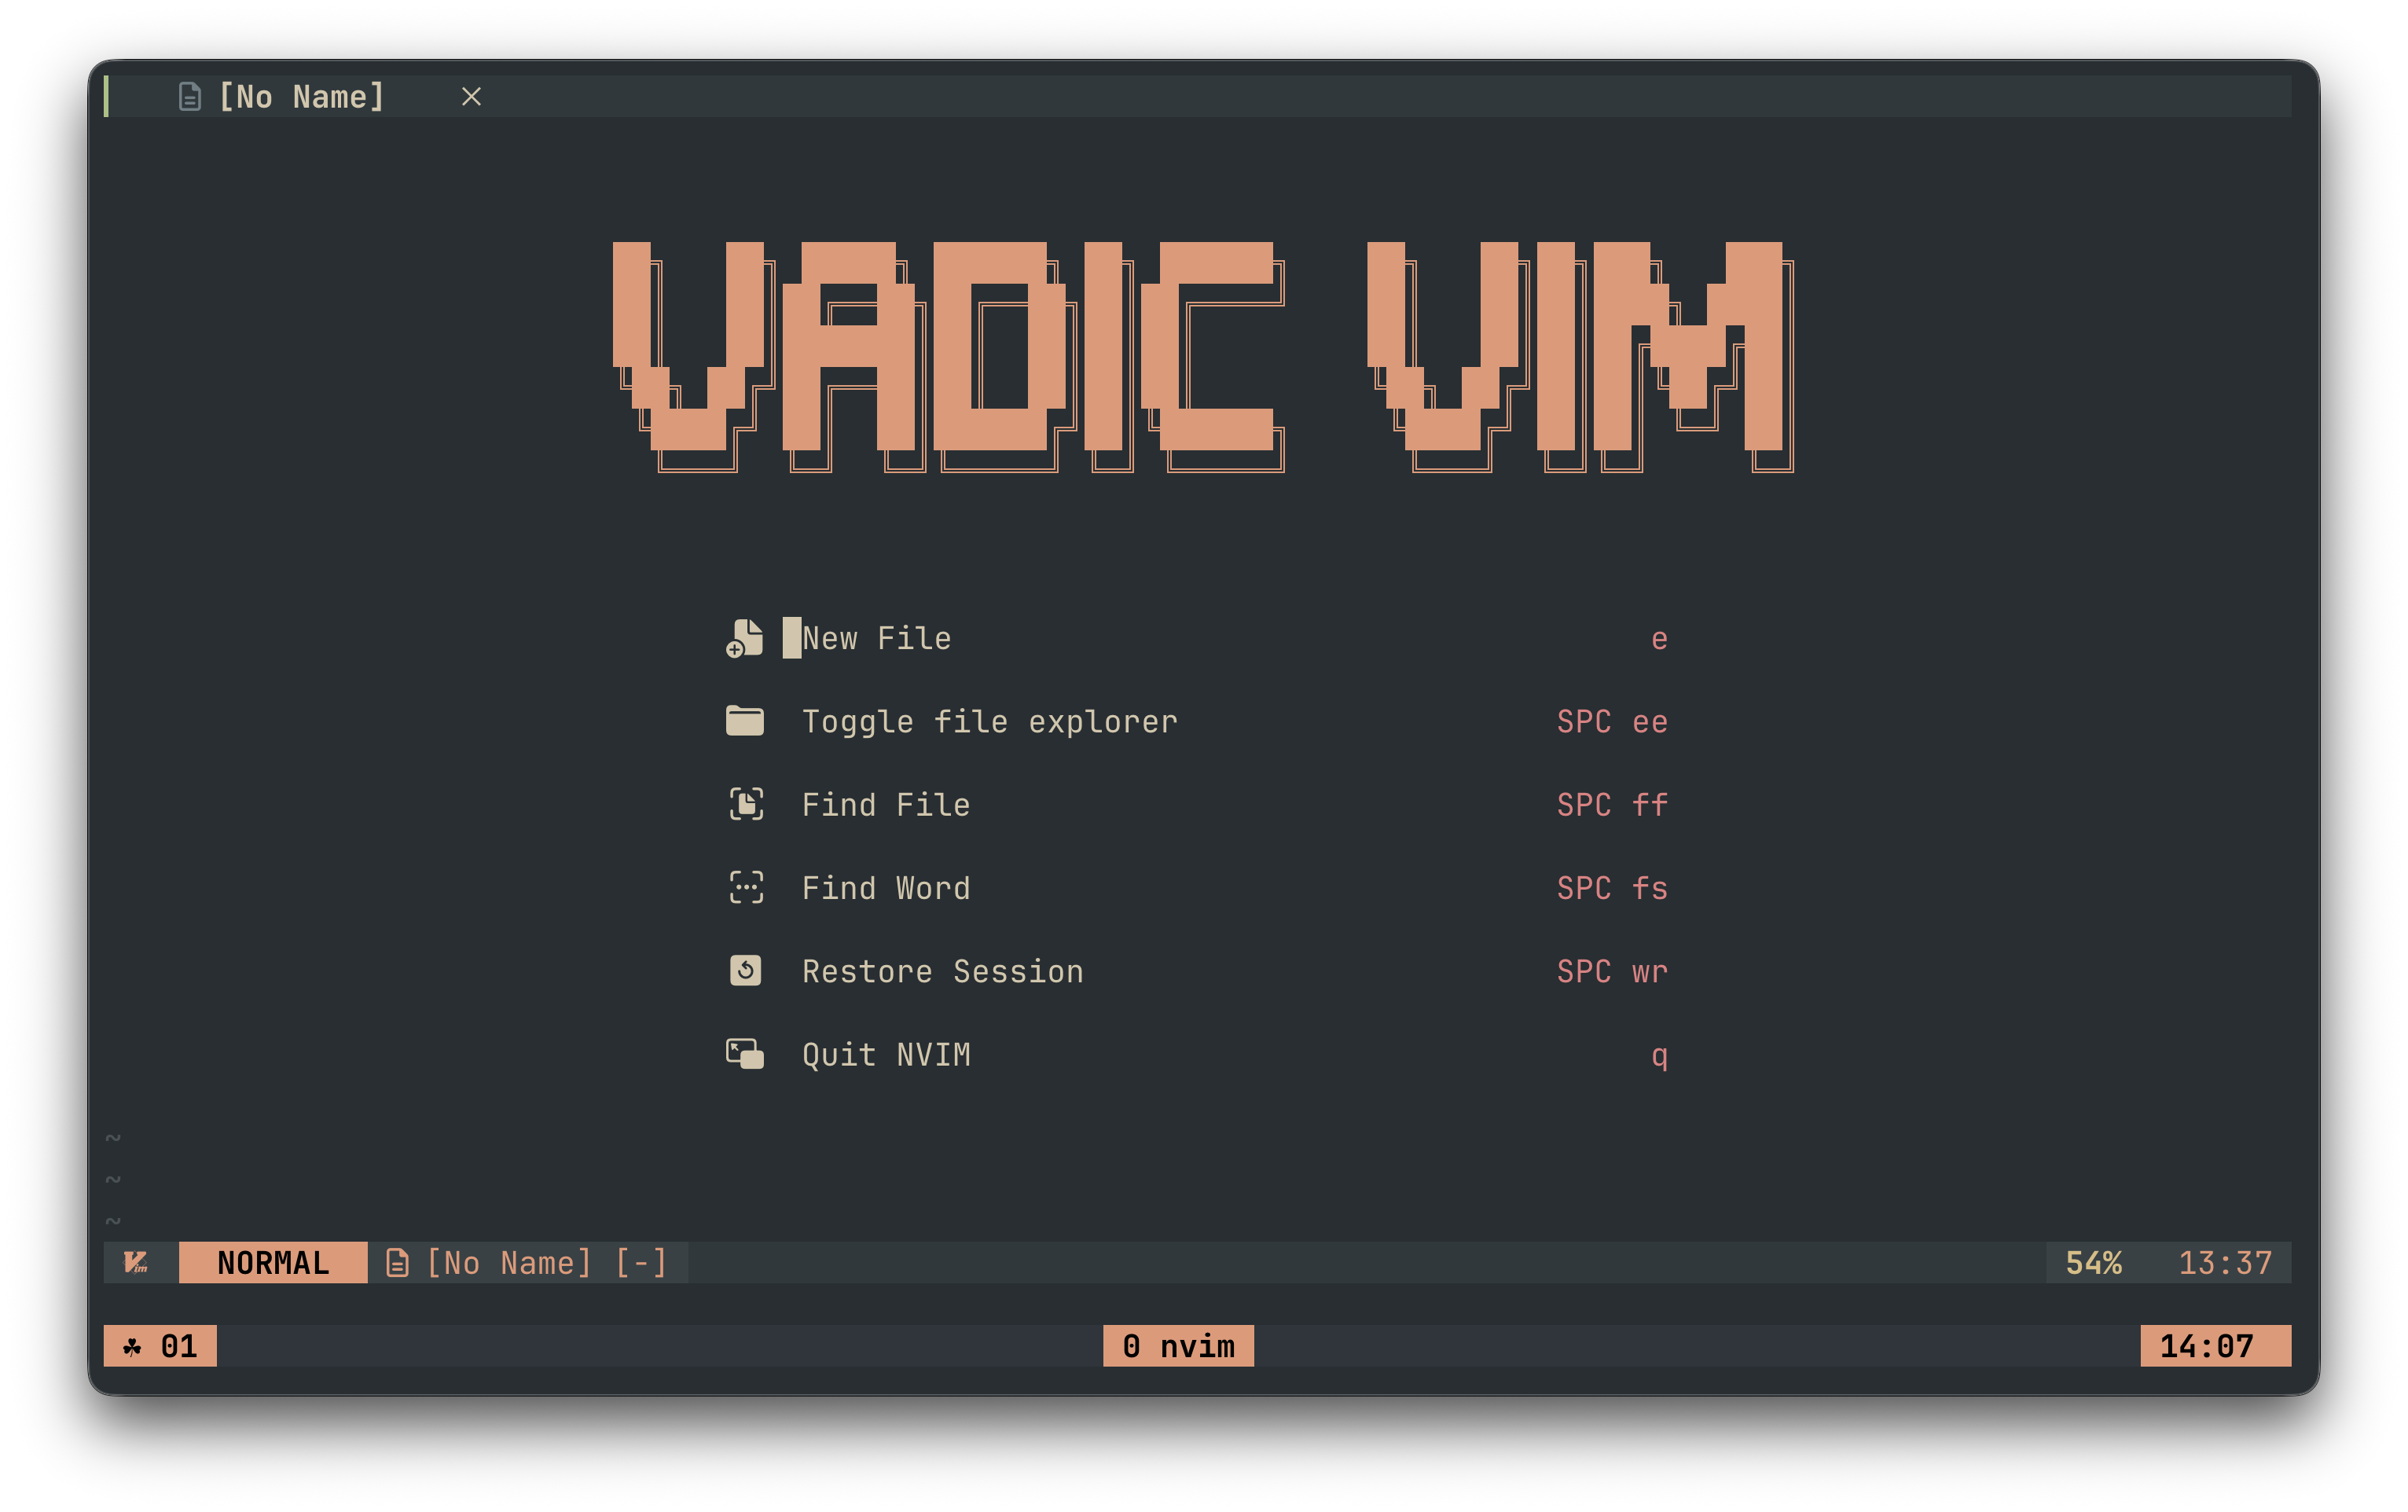 [No Name]
VADIC VIM
New File e
Toggle file explorer SPC ee
Find File SPC ff
Find Word SPC fs
Restore Session SPC wr
Quit NVIM q
~
~
~
NORMAL [No Name] [-] 54% 13:37
☘ 01 0 nvim 14:07